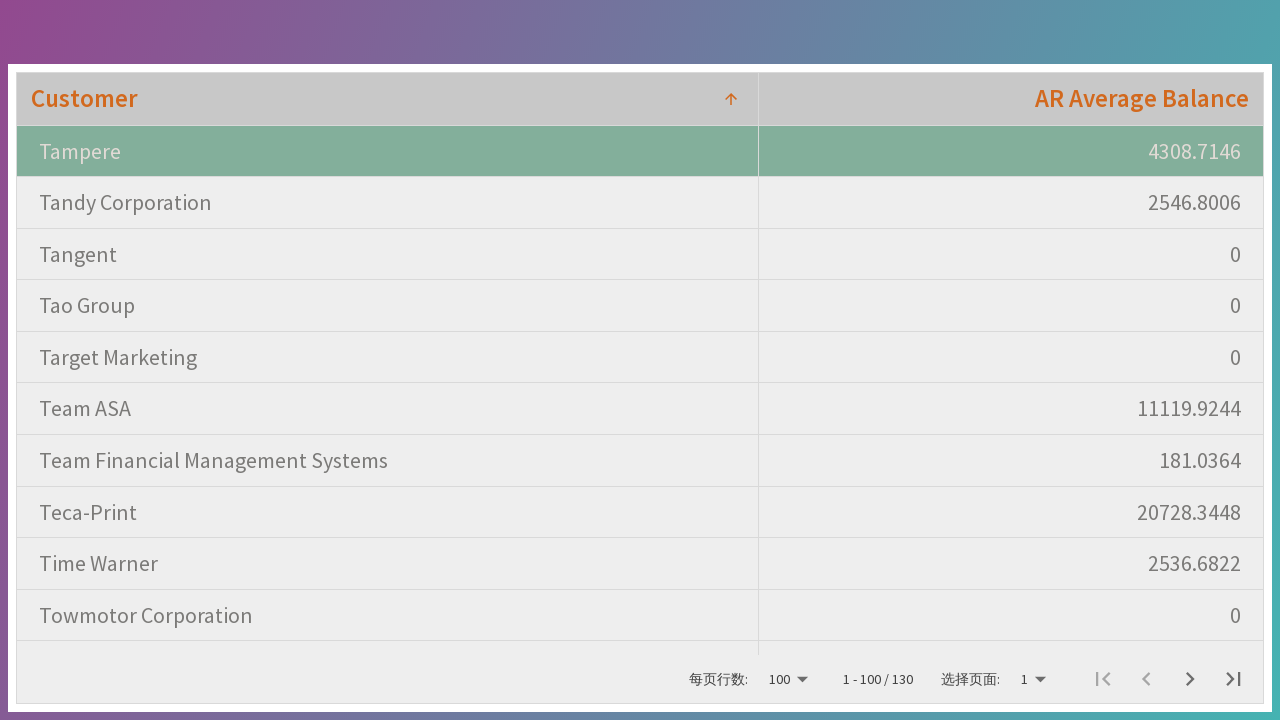 Customer AR Average Balance
Tampere 4308.7146
Tandy Corporation 2546.8006
Tangent 0
Tao Group 0
Target Marketing 0
Team ASA 11119.9244
Team Financial Management Systems 181.0364
Teca-Print 20728.3448
Time Warner 2536.6822
Towmotor Corporation 0
每页行数: 100 1 - 100 / 130 选择页面: 1